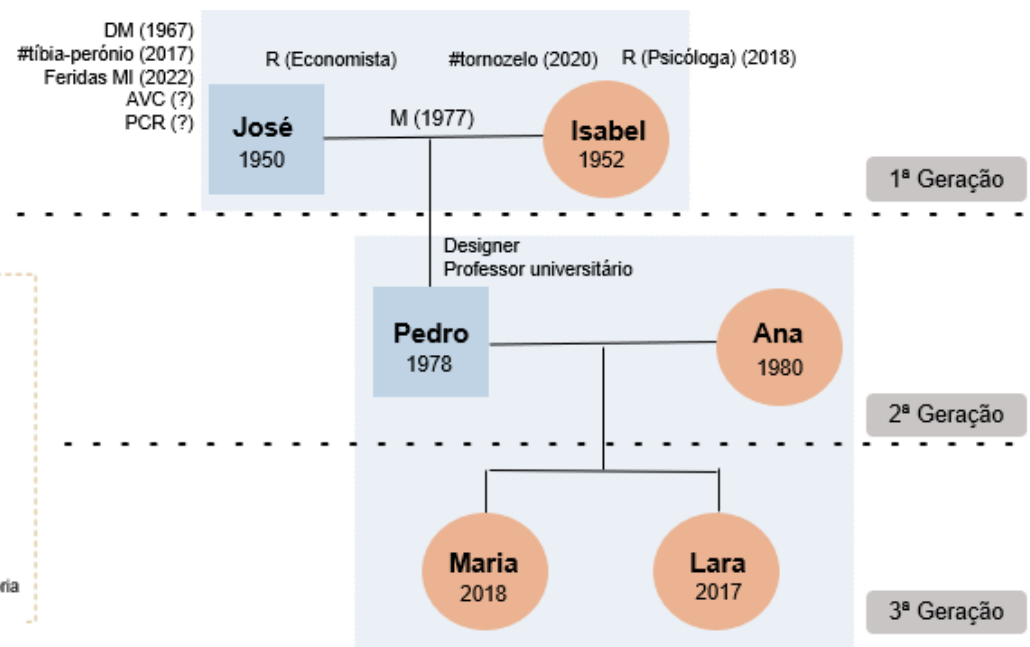 DM (1967)
#tíbia-perónio (2017)
Feridas MI (2022)
AVC (?)
PCR (?)
R (Economista)
#tornozelo (2020)
R (Psicóloga) (2018)
José
1950
M (1977)
Isabel
1952
1ª Geração
Designer
Professor universitário
Pedro
1978
Ana
1980
2ª Geração
Maria
2018
Lara
2017
3ª Geração